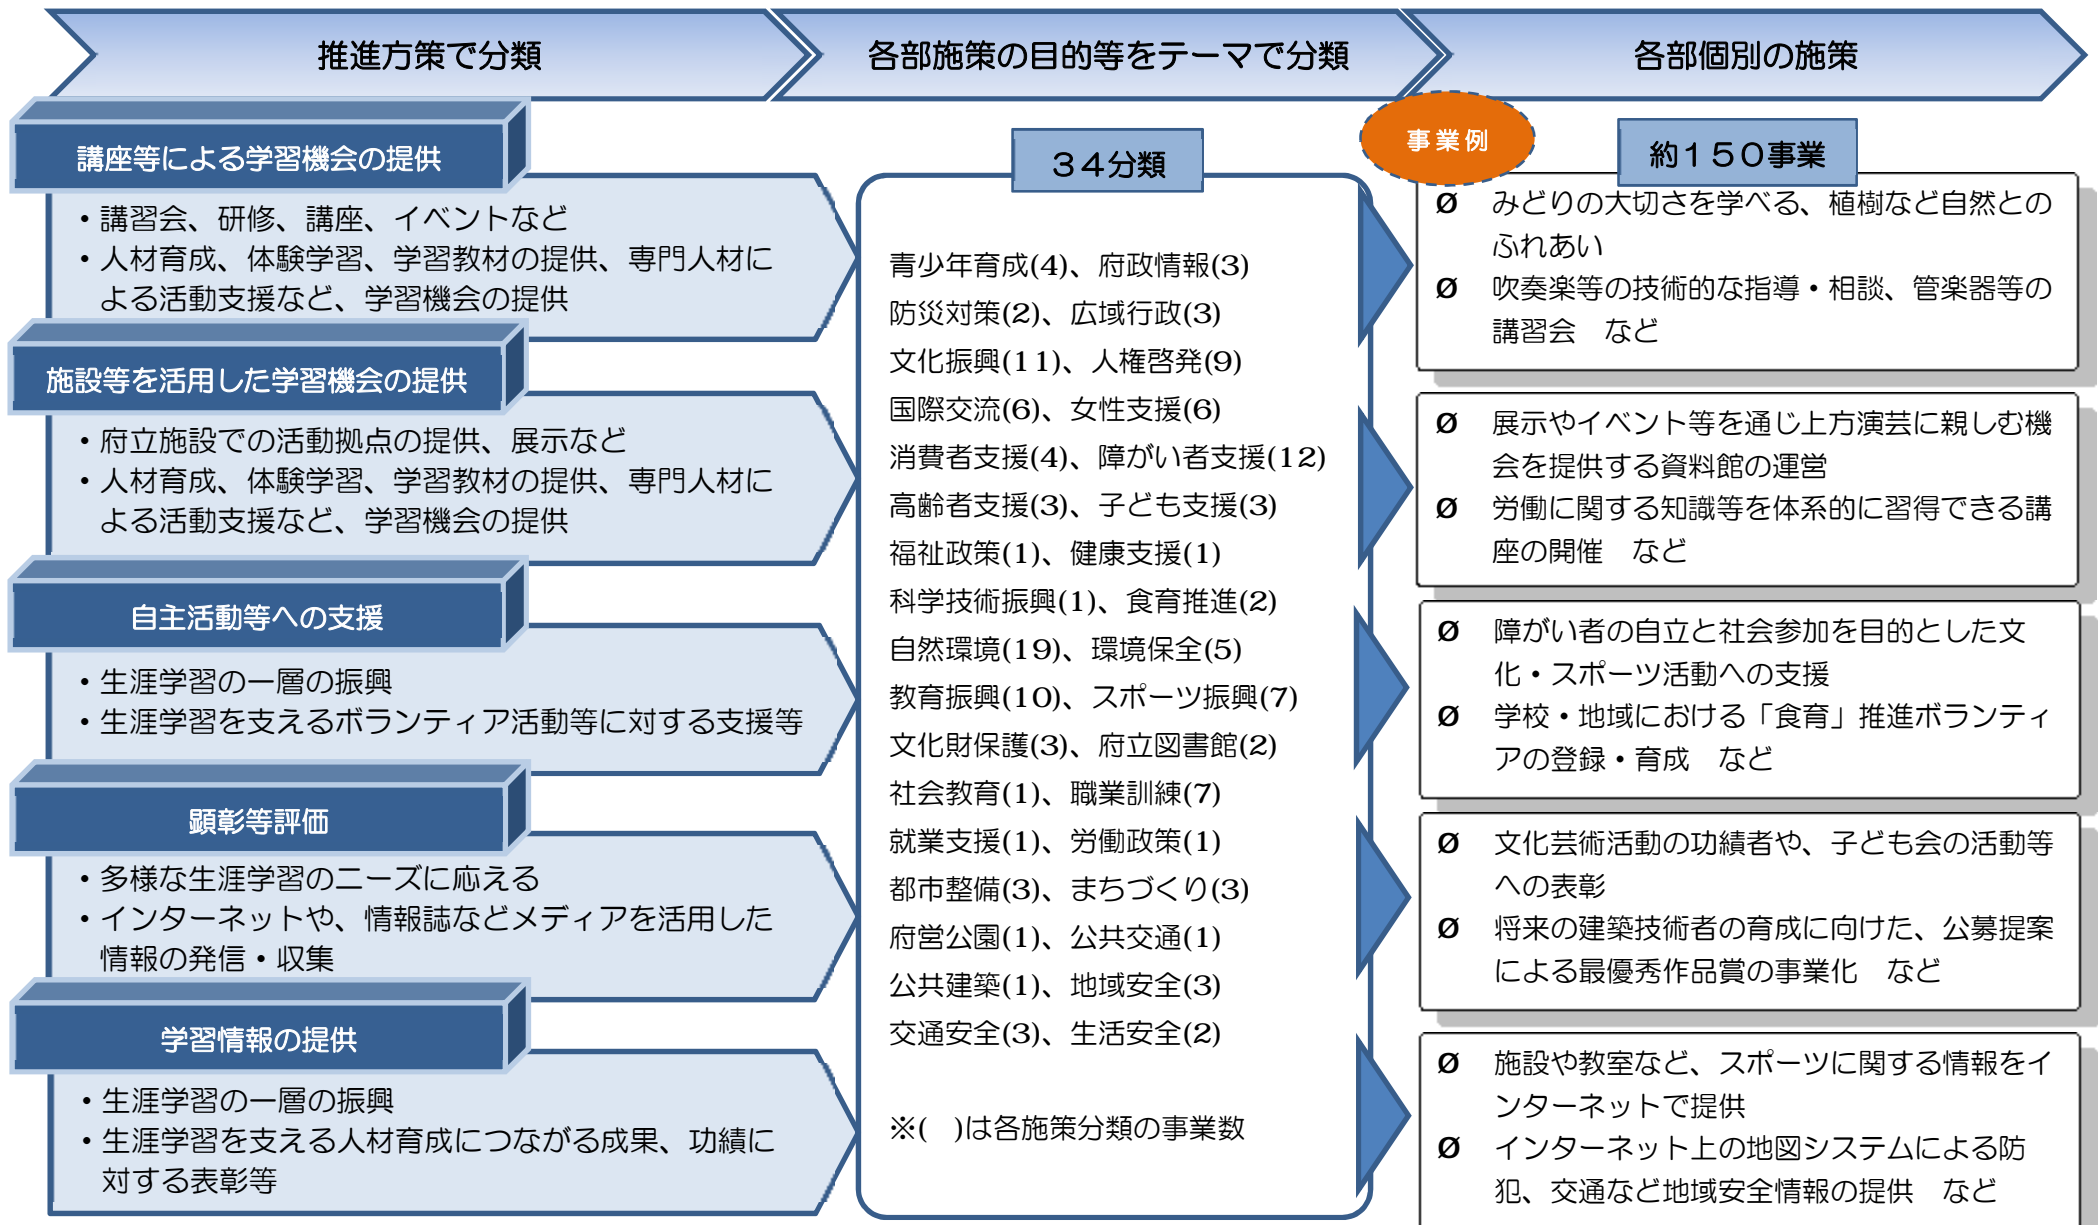 推進方策で分類
各部施策の目的等をテーマで分類
各部個別の施策
講座等による学習機会の提供
・講習会、研修、講座、イベントなど
・人材育成、体験学習、学習教材の提供、専門人材に
よる活動支援など、学習機会の提供
施設等を活用した学習機会の提供
・府立施設での活動拠点の提供、展示など
・人材育成、体験学習、学習教材の提供、専門人材に
よる活動支援など、学習機会の提供
自主活動等への支援
・生涯学習の一層の振興
・生涯学習を支えるボランティア活動等に対する支援等
顕彰等評価
・多様な生涯学習のニーズに応える
・インターネットや、情報誌などメディアを活用した
情報の発信・収集
学習情報の提供
・生涯学習の一層の振興
・生涯学習を支える人材育成につながる成果、功績に
対する表彰等
34分類
青少年育成(4)、府政情報(3)
防災対策(2)、広域行政(3)
文化振興(11)、人権啓発(9)
国際交流(6)、女性支援(6)
消費者支援(4)、障がい者支援(12)
高齢者支援(3)、子ども支援(3)
福祉政策(1)、健康支援(1)
科学技術振興(1)、食育推進(2)
自然環境(19)、環境保全(5)
教育振興(10)、スポーツ振興(7)
文化財保護(3)、府立図書館(2)
社会教育(1)、職業訓練(7)
就業支援(1)、労働政策(1)
都市整備(3)、まちづくり(3)
府営公園(1)、公共交通(1)
公共建築(1)、地域安全(3)
交通安全(3)、生活安全(2)
※(　)は各施策分類の事業数
事業例
約150事業
Ø みどりの大切さを学べる、植樹など自然との
ふれあい
Ø 吹奏楽等の技術的な指導・相談、管楽器等の
講習会　など
Ø 展示やイベント等を通じ上方演芸に親しむ機
会を提供する資料館の運営
Ø 労働に関する知識等を体系的に習得できる講
座の開催　など
Ø 障がい者の自立と社会参加を目的とした文
化・スポーツ活動への支援
Ø 学校・地域における「食育」推進ボランティ
アの登録・育成　など
Ø 文化芸術活動の功績者や、子ども会の活動等
への表彰
Ø 将来の建築技術者の育成に向けた、公募提案
による最優秀作品賞の事業化　など
Ø 施設や教室など、スポーツに関する情報をイ
ンターネットで提供
Ø インターネット上の地図システムによる防
犯、交通など地域安全情報の提供　など